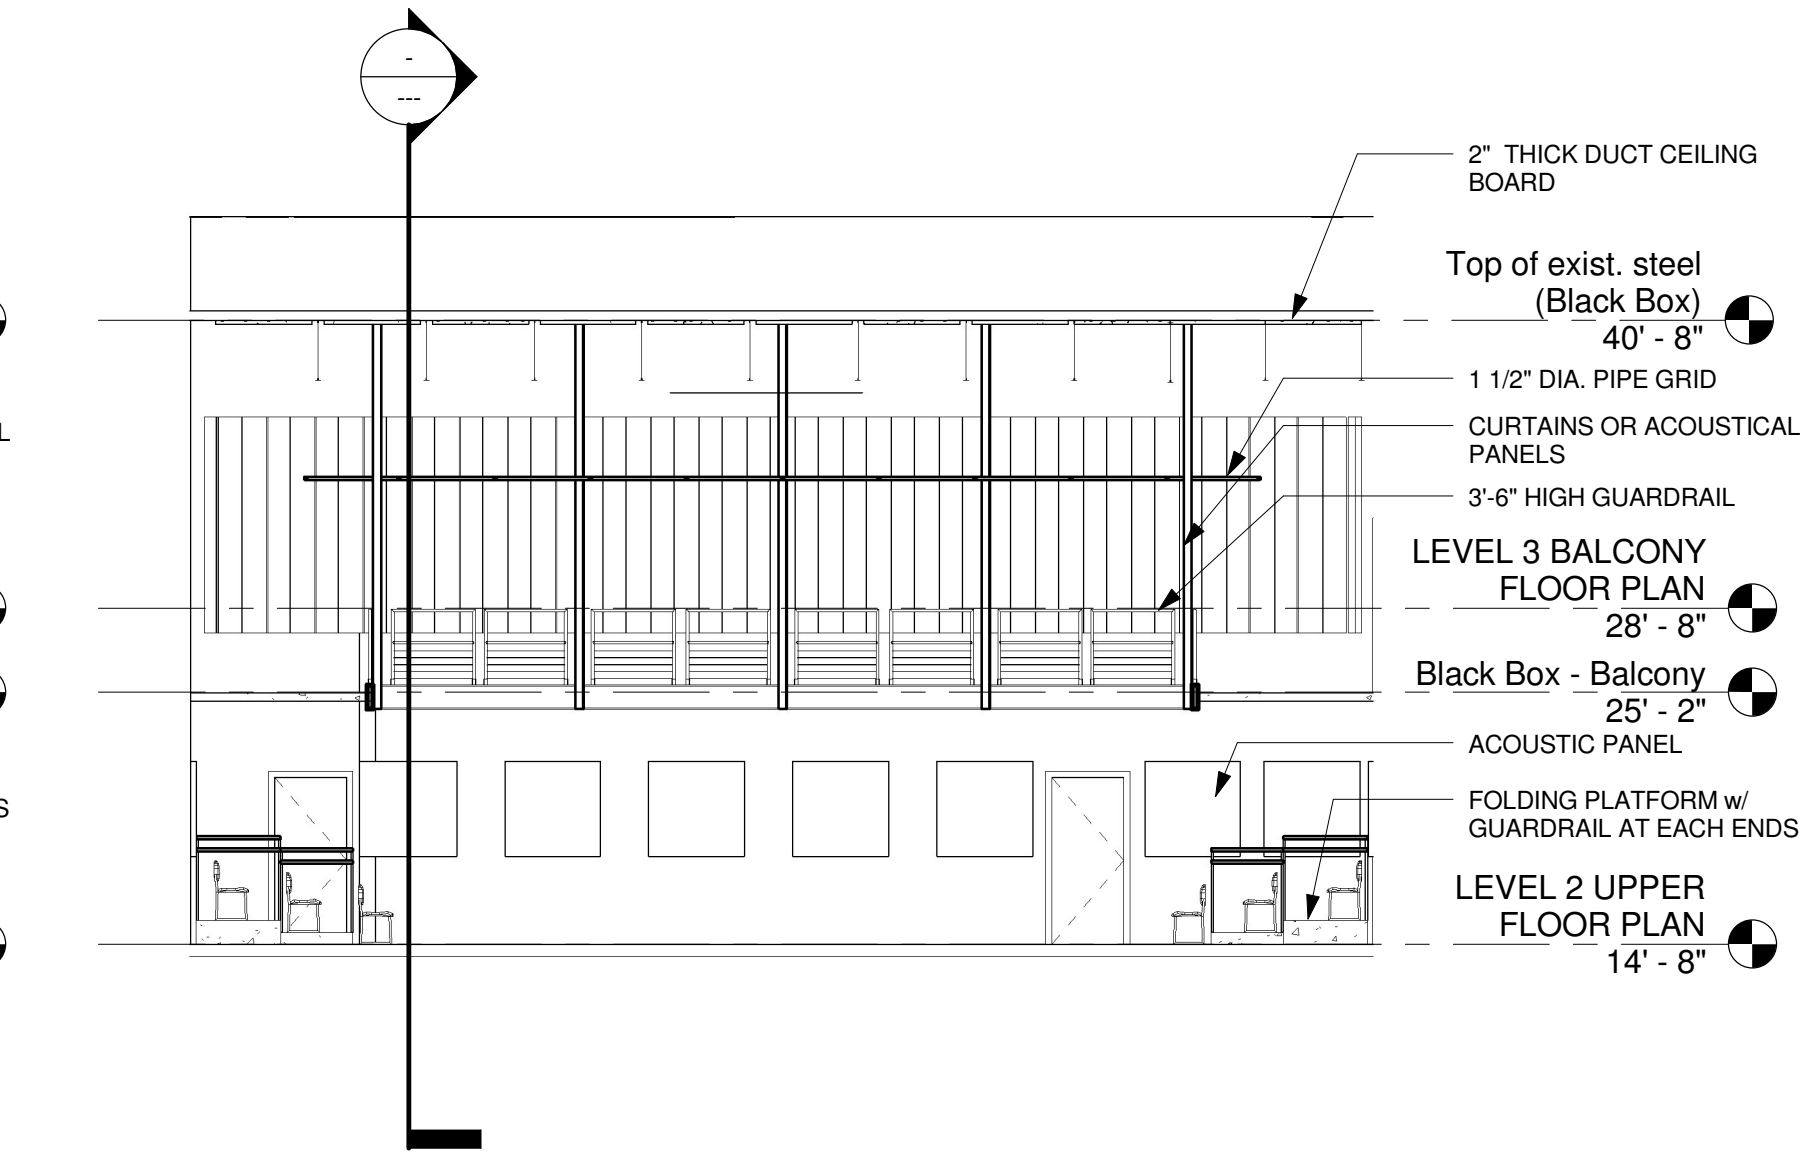 -
---
2" THICK DUCT CEILING
BOARD
Top of exist. steel
(Black Box)
40' - 8"
1 1/2" DIA. PIPE GRID
L
CURTAINS OR ACOUSTICAL
PANELS
3'-6" HIGH GUARDRAIL
LEVEL 3 BALCONY
FLOOR PLAN
28' - 8"
Black Box - Balcony
25' - 2"
ACOUSTIC PANEL
S
FOLDING PLATFORM w/
GUARDRAIL AT EACH ENDS
LEVEL 2 UPPER
FLOOR PLAN
14' - 8"